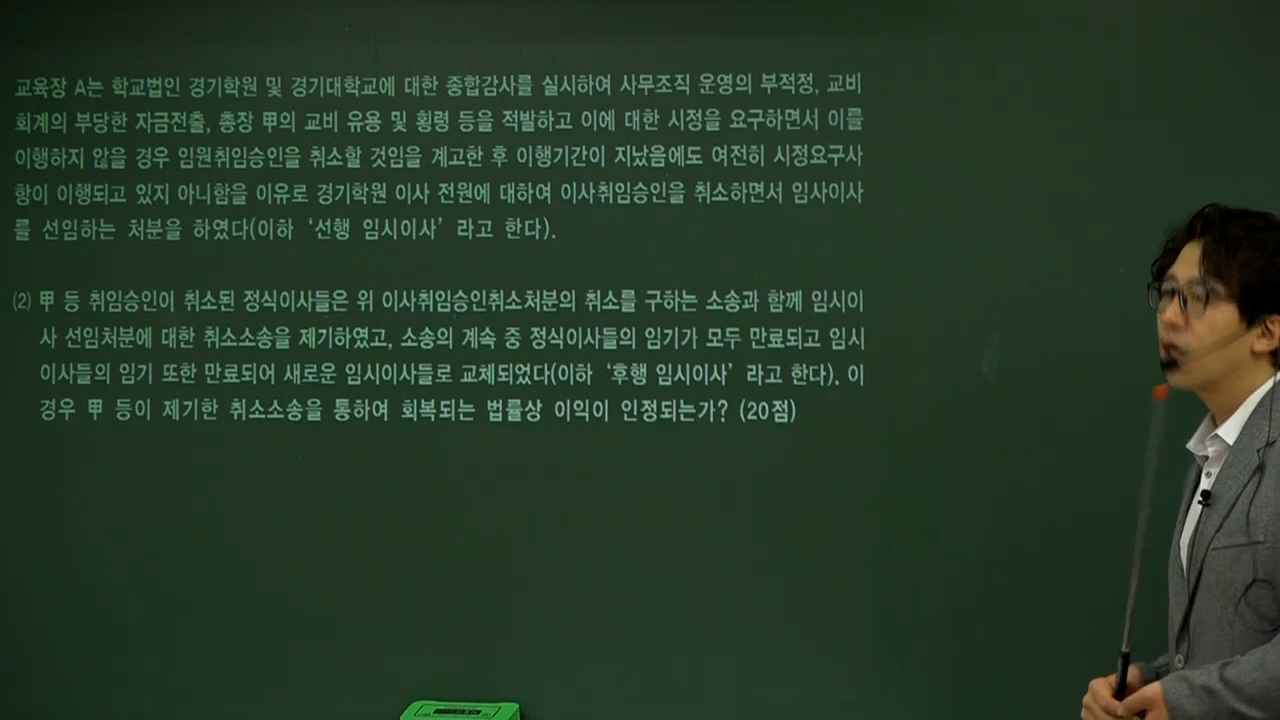 교육장 A는 학교법인 경기학원 및 경기대학교에 대한 종합감사를 실시하여 사무조직 운영의 부적정, 교비
회계의 부당한 자금전출, 총장 甲의 교비 유용 및 횡령 등을 적발하고 이에 대한 시정을 요구하면서 이를
이행하지 않을 경우 임원취임승인을 취소할 것임을 계고한 후 이행기간이 지났음에도 여전히 시정요구사
항이 이행되고 있지 아니함을 이유로 경기학원 이사 전원에 대하여 이사취임승인을 취소하면서 임시이사
를 선임하는 처분을 하였다(이하 ‘선행 임시이사’ 라고 한다).
(2) 甲 등 취임승인이 취소된 정식이사들은 위 이사취임승인취소처분의 취소를 구하는 소송과 함께 임시이
사 선임처분에 대한 취소소송을 제기하였고, 소송의 계속 중 정식이사들의 임기가 모두 만료되고 임시
이사들의 임기 또한 만료되어 새로운 임시이사들로 교체되었다(이하 ‘후행 임시이사’ 라고 한다). 이
경우 甲 등이 제기한 취소소송을 통하여 회복되는 법률상 이익이 인정되는가? (20점)